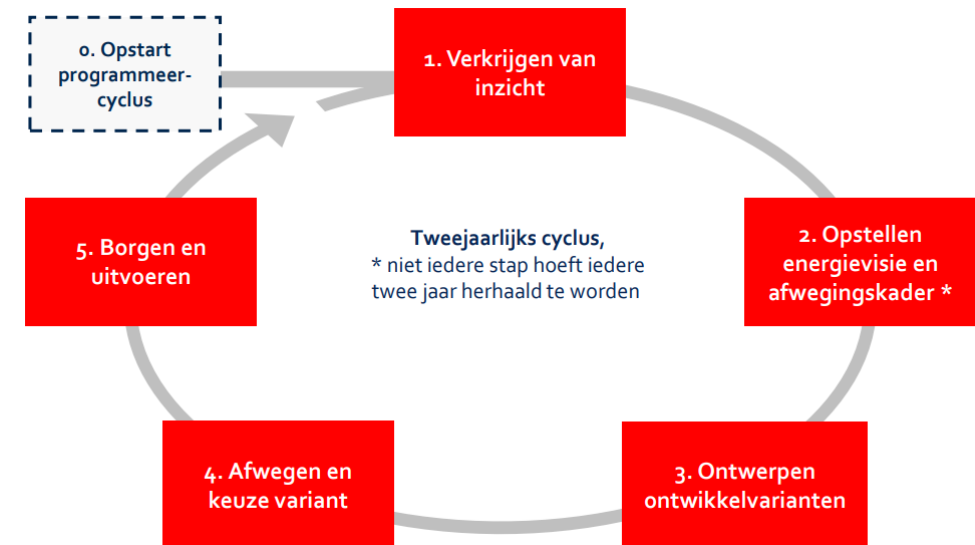 0. Opstart
programmeer-
cyclus
1. Verkrijgen van
inzicht
2. Opstellen
energievisie en
afwegingskader *
3. Ontwerpen
ontwikkelvarianten
4. Afwegen en
keuze variant
5. Borgen en
uitvoeren
Tweejaarlijks cyclus,
* niet iedere stap hoeft iedere
twee jaar herhaald te worden